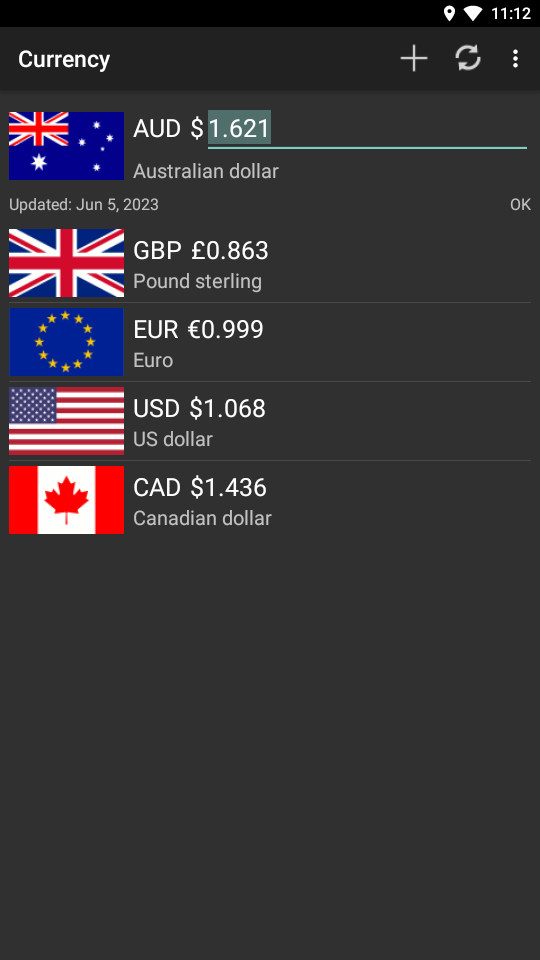 11:12
Currency
AUD $1.621
Australian dollar
Updated: Jun 5, 2023 OK
GBP £0.863
Pound sterling
EUR €0.999
Euro
USD $1.068
US dollar
CAD $1.436
Canadian dollar